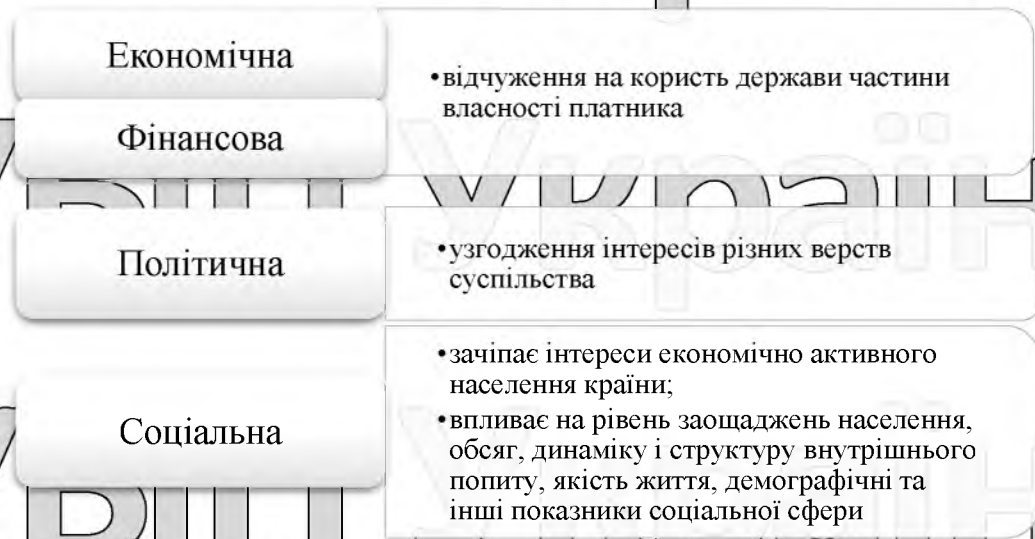 Економічна
Фінансова
•відчуження на користь держави частини
власності платника
Політична
•узгодження інтересів різних верств
суспільства
Соціальна
•зачіпає інтереси економічно активного
населення країни;
•впливає на рівень заощаджень населення,
обсяг, динаміку і структуру внутрішнього
попиту, якість життя, демографічні та
інші показники соціальної сфери